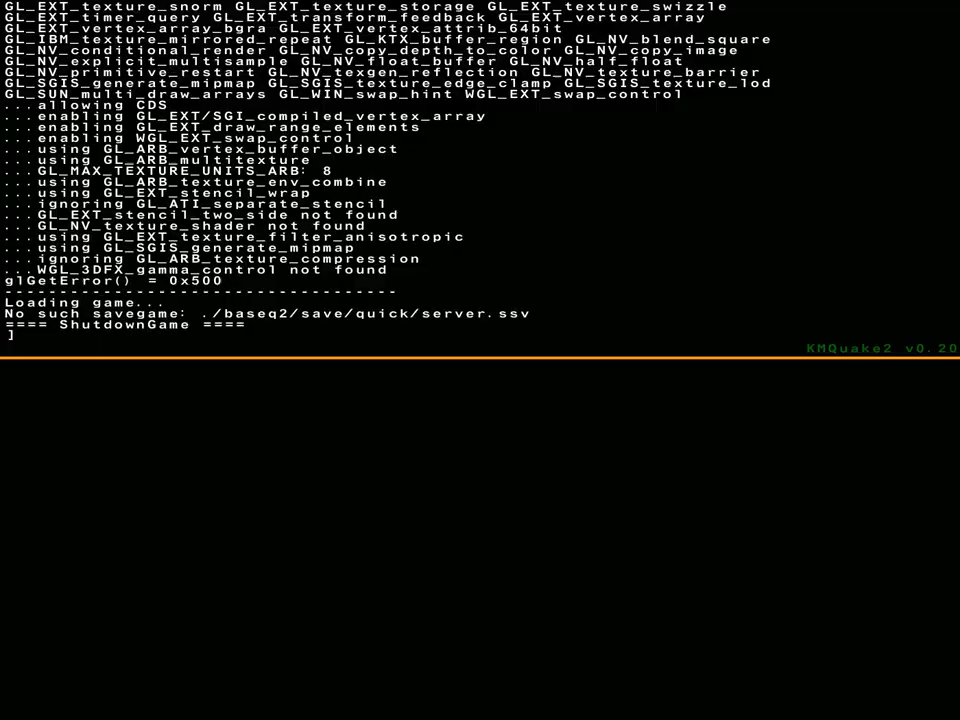 GL_EXT_texture_snorm GL_EXT_texture_storage GL_EXT_texture_swizzle
GL_EXT_timer_query GL_EXT_transform_feedback GL_EXT_vertex_array
GL_EXT_vertex_array_bgra GL_EXT_vertex_attrib_64bit
GL_IBM_texture_mirrored_repeat GL_KTX_buffer_region GL_NV_blend_square
GL_NV_conditional_render GL_NV_copy_depth_to_color GL_NV_copy_image
GL_NV_explicit_multisample GL_NV_float_buffer GL_NV_half_float
GL_NV_primitive_restart GL_NV_texgen_reflection GL_NV_texture_barrier
GL_SGIS_generate_mipmap GL_SGIS_texture_edge_clamp GL_SGIS_texture_lod
GL_SUN_multi_draw_arrays GL_WIN_swap_hint WGL_EXT_swap_control
...allowing CDS
...enabling GL_EXT/SGI_compiled_vertex_array
...enabling GL_EXT_draw_range_elements
...enabling WGL_EXT_swap_control
...using GL_ARB_vertex_buffer_object
...using GL_ARB_multitexture
...GL_MAX_TEXTURE_UNITS_ARB: 8
...using GL_ARB_texture_env_combine
...using GL_EXT_stencil_wrap
...ignoring GL_ATI_separate_stencil
...GL_EXT_stencil_two_side not found
...GL_NV_texture_shader not found
...using GL_EXT_texture_filter_anisotropic
...using GL_SGIS_generate_mipmap
...ignoring GL_ARB_texture_compression
...WGL_3DFX_gamma_control not found
glGetError() = 0x500
------------------------------------
Loading game...
No such savegame: ./baseq2/save/quick/server.ssv
==== ShutdownGame ====
]
KMQuake2 v0.20